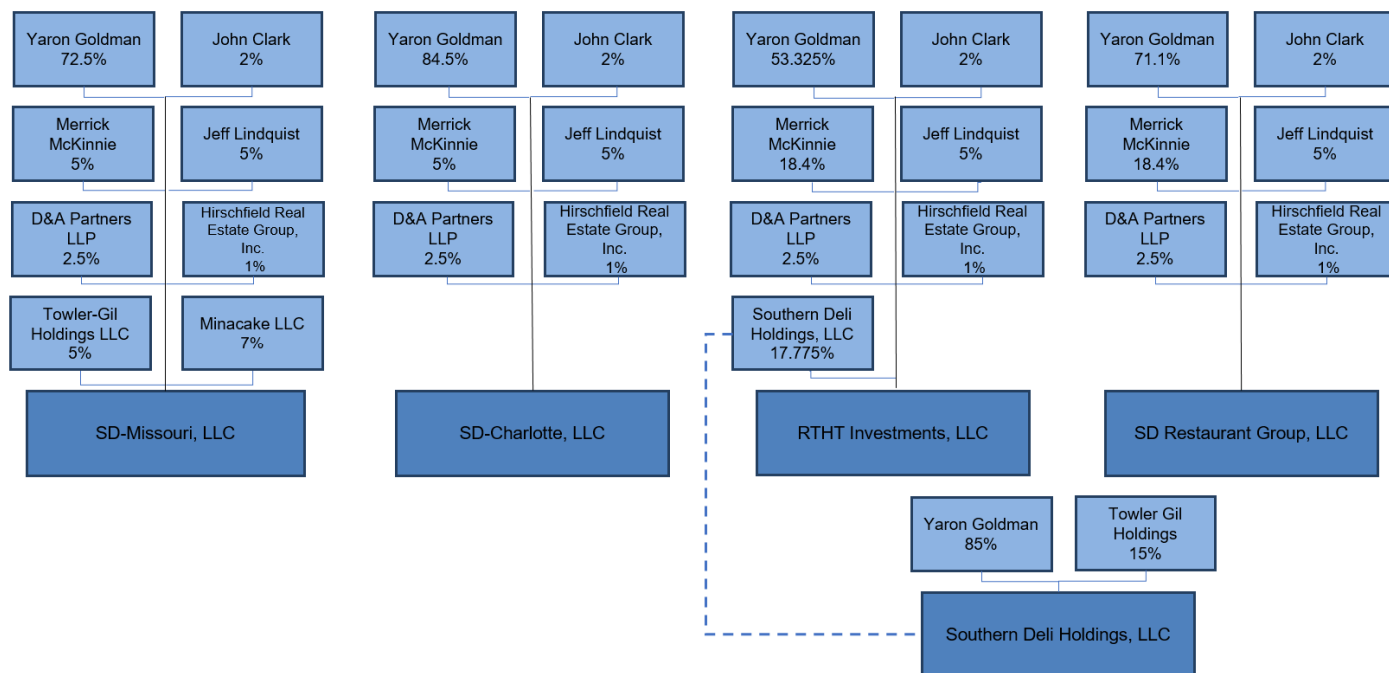 Yaron Goldman
72.5%
John Clark
2%
Yaron Goldman
84.5%
John Clark
2%
Yaron Goldman
53.325%
John Clark
2%
Yaron Goldman
71.1%
John Clark
2%
Merrick
McKinnie
5%
Jeff Lindquist
5%
Merrick
McKinnie
5%
Jeff Lindquist
5%
Merrick
McKinnie
18.4%
Jeff Lindquist
5%
Merrick
McKinnie
18.4%
Jeff Lindquist
5%
D&A Partners
LLP
2.5%
Hirschfield Real
Estate Group,
Inc.
1%
D&A Partners
LLP
2.5%
Hirschfield Real
Estate Group,
Inc.
1%
D&A Partners
LLP
2.5%
Hirschfield Real
Estate Group,
Inc.
1%
D&A Partners
LLP
2.5%
Hirschfield Real
Estate Group,
Inc.
1%
Towler-Gil
Holdings LLC
5%
Minacake LLC
7%
Southern Deli
Holdings, LLC
17.775%
SD-Missouri, LLC
SD-Charlotte, LLC
RTHT Investments, LLC
SD Restaurant Group, LLC
Yaron Goldman
85%
Towler Gil
Holdings
15%
Southern Deli Holdings, LLC